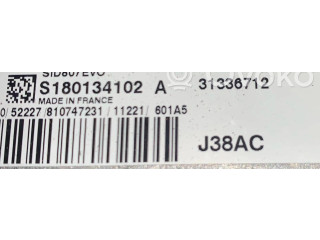 SID807EVO
S180134102 A 31336712
MADE IN FRANCE
0/52227/810747231/11221/601A5
J38AC